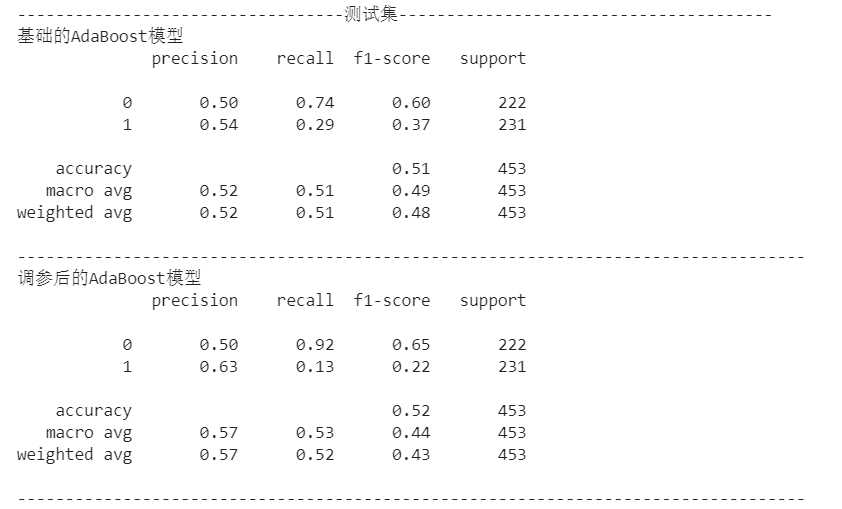 ----------------------------------测试集---------------------------------------
基础的AdaBoost模型
              precision    recall  f1-score   support

           0       0.50      0.74      0.60       222
           1       0.54      0.29      0.37       231

    accuracy                           0.51       453
   macro avg       0.52      0.51      0.49       453
weighted avg       0.52      0.51      0.48       453

----------------------------------------------------------------------------------
调参后的AdaBoost模型
              precision    recall  f1-score   support

           0       0.50      0.92      0.65       222
           1       0.63      0.13      0.22       231

    accuracy                           0.52       453
   macro avg       0.57      0.53      0.44       453
weighted avg       0.57      0.52      0.43       453

----------------------------------------------------------------------------------